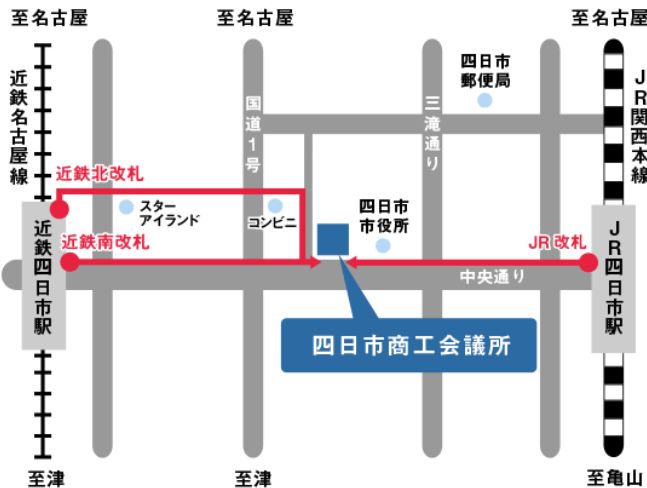 至名古屋
至名古屋
至名古屋
近鉄名古屋線
国道1号
三滝通り
四日市
郵便局
JR関西本線
近鉄北改札
スター
アイランド
コンビニ
四日市
市役所
近鉄南改札
JR改札
近鉄四日市駅
JR四日市駅
中央通り
四日市商工会議所
至津
至津
至亀山